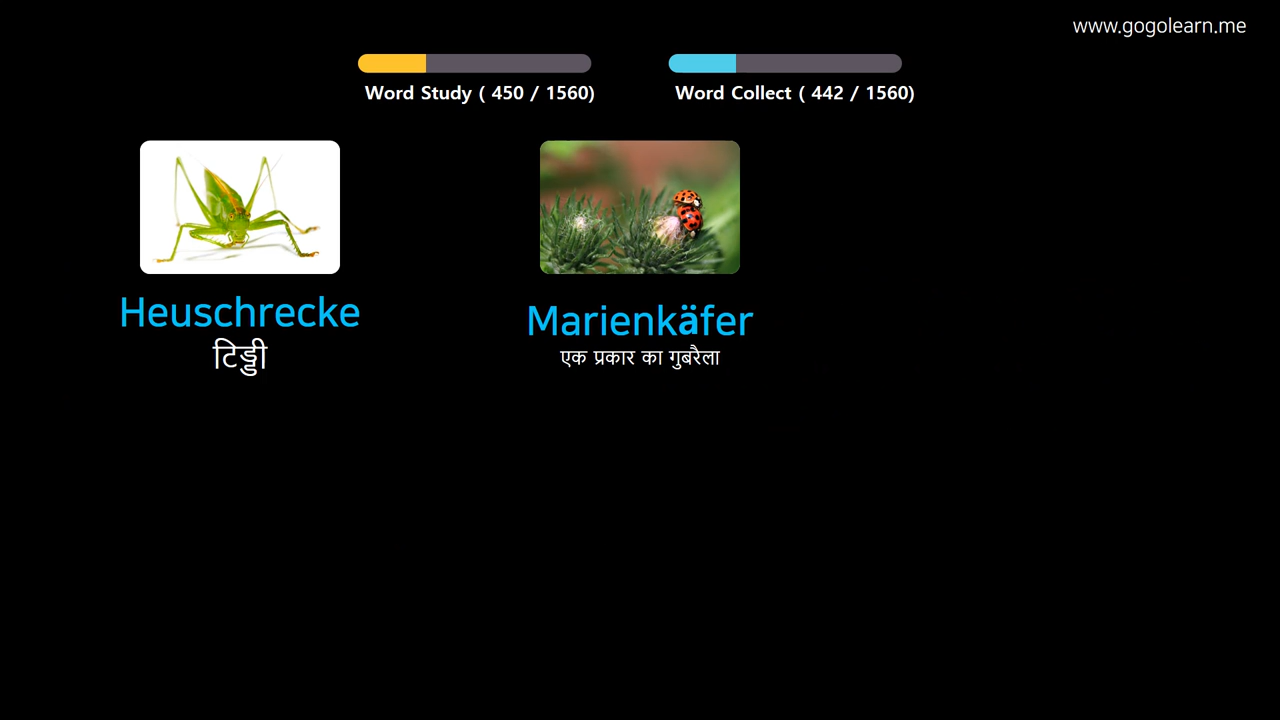 www.gogolearn.me
Word Study ( 450 / 1560)
Word Collect ( 442 / 1560)
Heuschrecke
टिड्डी
Marienkäfer
एक प्रकार का गुबरैला